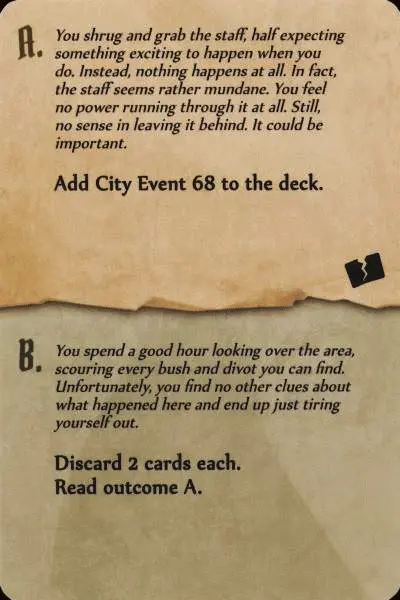 A. You shrug and grab the staff, half expecting
something exciting to happen when you
do. Instead, nothing happens at all. In fact,
the staff seems rather mundane. You feel
no power running through it at all. Still,
no sense in leaving it behind. It could be
important.
Add City Event 68 to the deck.
B. You spend a good hour looking over the area,
scouring every bush and divot you can find.
Unfortunately, you find no other clues about
what happened here and end up just tiring
yourself out.
Discard 2 cards each.
Read outcome A.